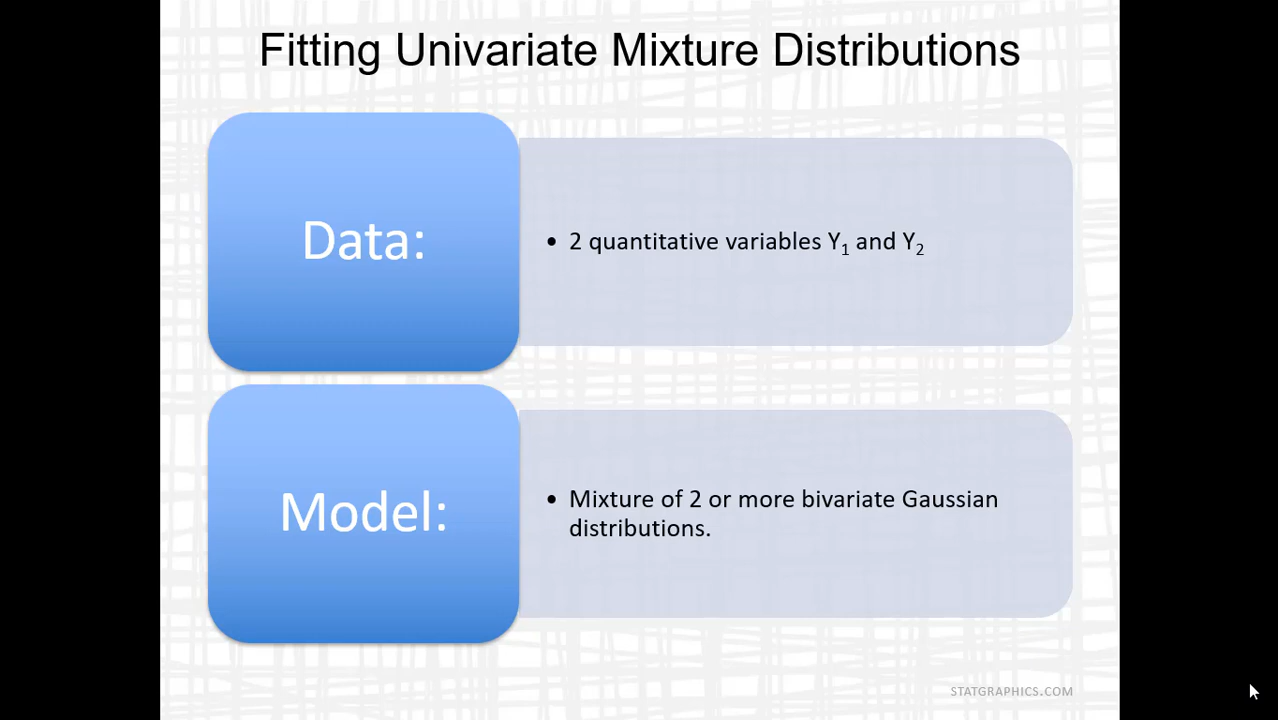 Fitting Univariate Mixture Distributions
Data:
• 2 quantitative variables Y₁ and Y₂
Model:
• Mixture of 2 or more bivariate Gaussian
distributions.
STATGRAPHICS.COM